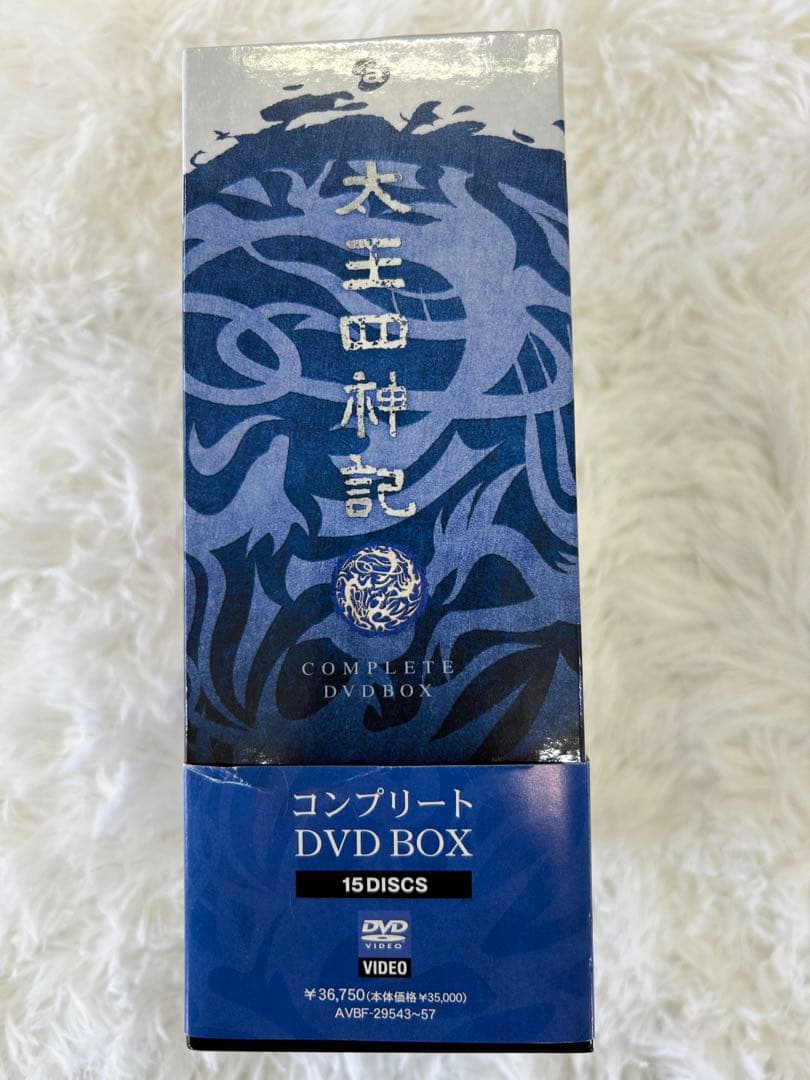 太王四神記
COMPLETE
DVDBOX
コンプリート
DVD BOX
15DISCS
DVD
VIDEO
VIDEO
¥36,750(本体価格¥35,000)
AVBF-29543~57